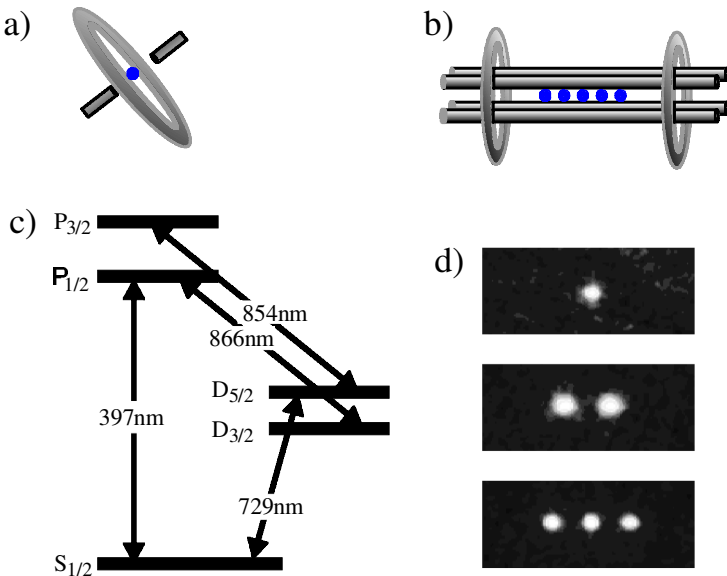 a)
b)
c)
P3/2
P1/2
854nm
866nm
D5/2
D3/2
397nm
729nm
S1/2
d)